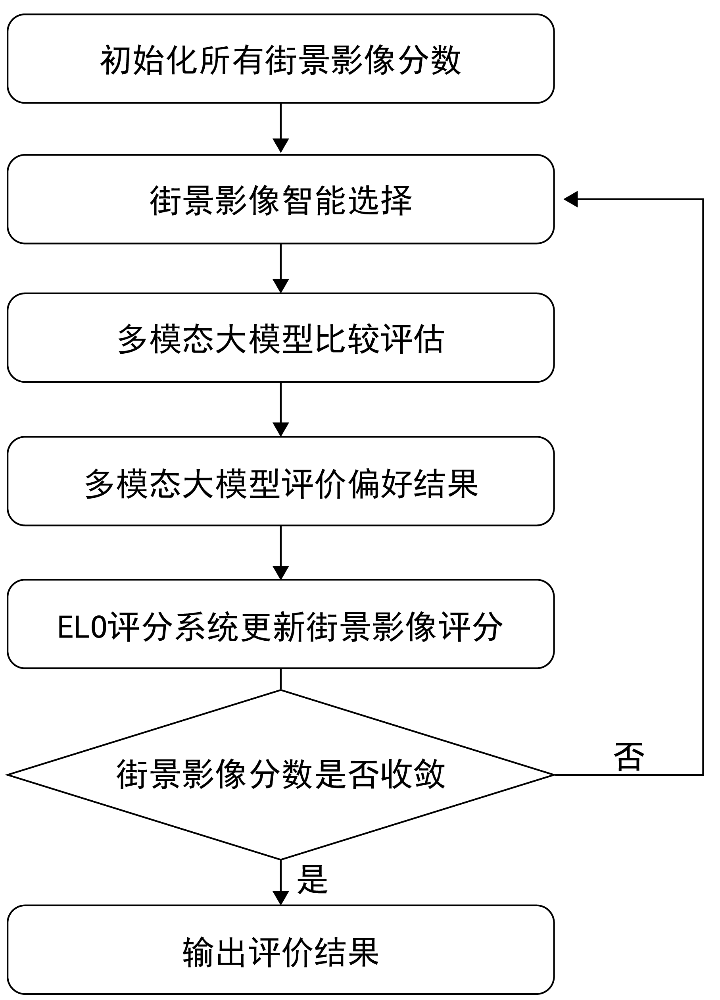 初始化所有街景影像分数
街景影像智能选择
多模态大模型比较评估
多模态大模型评价偏好结果
ELO评分系统更新街景影像评分
街景影像分数是否收敛
否
是
输出评价结果